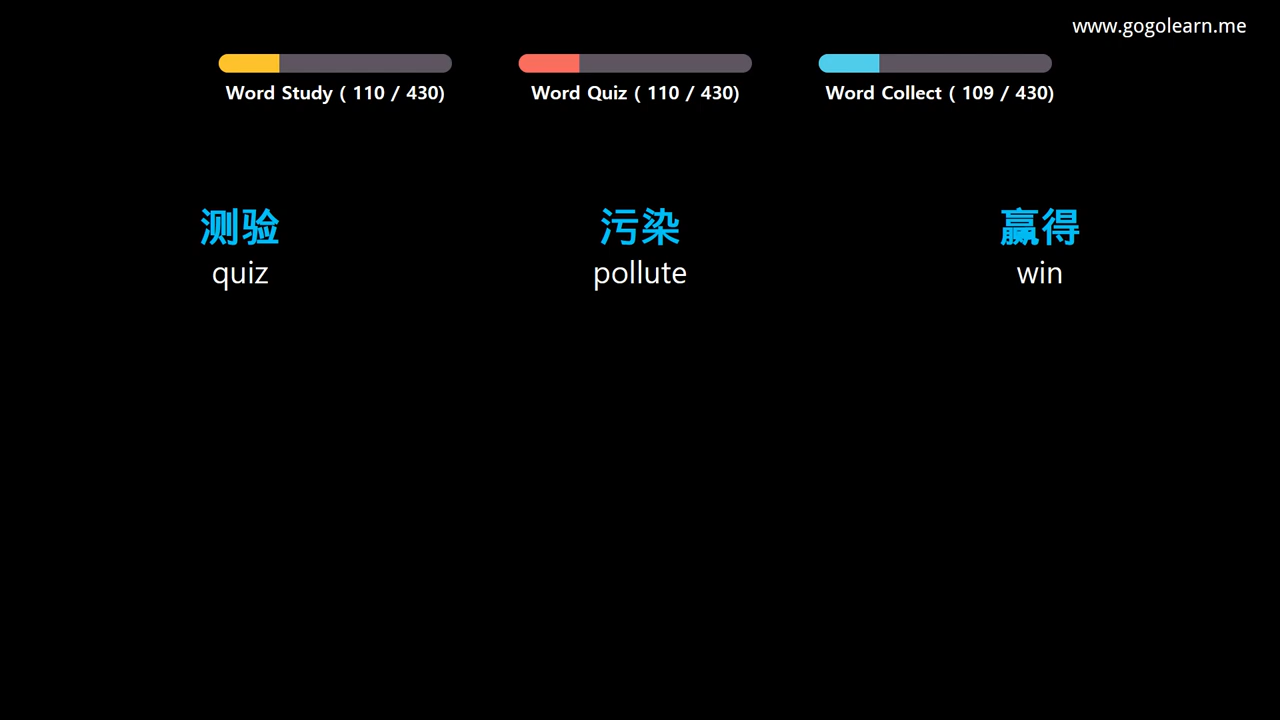 www.gogolearn.me
Word Study ( 110 / 430)
Word Quiz ( 110 / 430)
Word Collect ( 109 / 430)
测验
quiz
污染
pollute
赢得
win